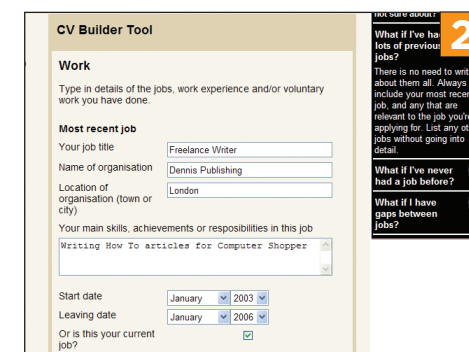 CV Builder Tool
Work
Type in details of the jobs, work experience and/or voluntary
work you have done.
Most recent job
Your job title
Freelance Writer
Name of organisation
Dennis Publishing
Location of
organisation (town or
city)
London
Your main skills, achievements or resposibilities in this job
Writing How To articles for Computer Shopper
Start date
January
2003
Leaving date
January
2006
Or is this your current
job?
not sure about?
What if I've
lots of previous
jobs?
2
There is no need to
about them all. Always
include your most
job, and any that are
relevant to the job you're
applying for. List any
jobs without going into
detail.
What if I've never
had a job before?
What if I have
gaps between
jobs?